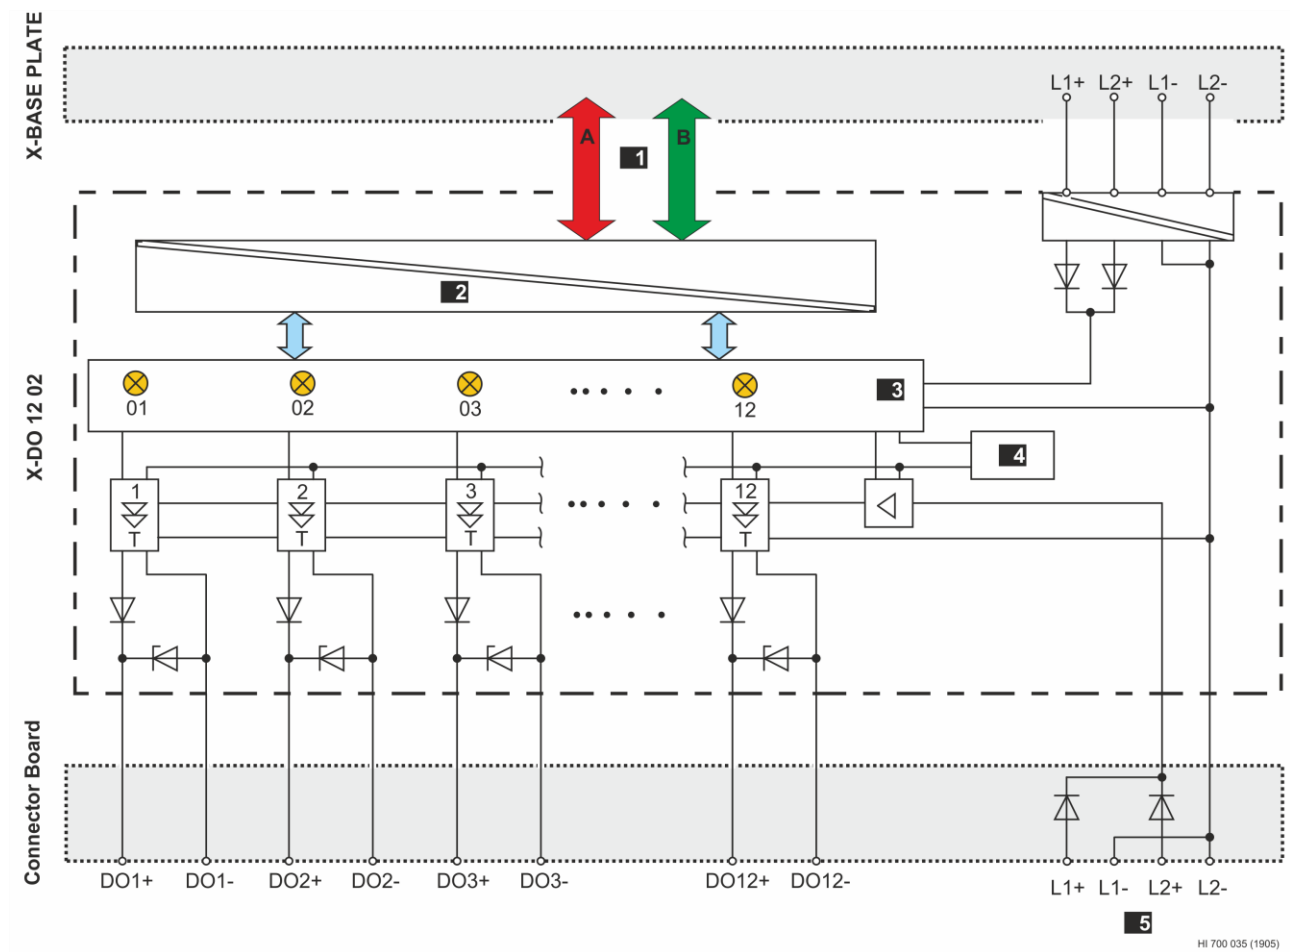 X-BASE PLATE
L1+ L2+ L1- L2-
A B
1
2
X-DO 12 02
3
01 02 03 12
4
1 2 3 12
T T T T
Connector Board
DO1+ DO1- DO2+ DO2- DO3+ DO3- DO12+ DO12-
L1+ L1- L2+ L2-
5
HI 700 035 (1905)